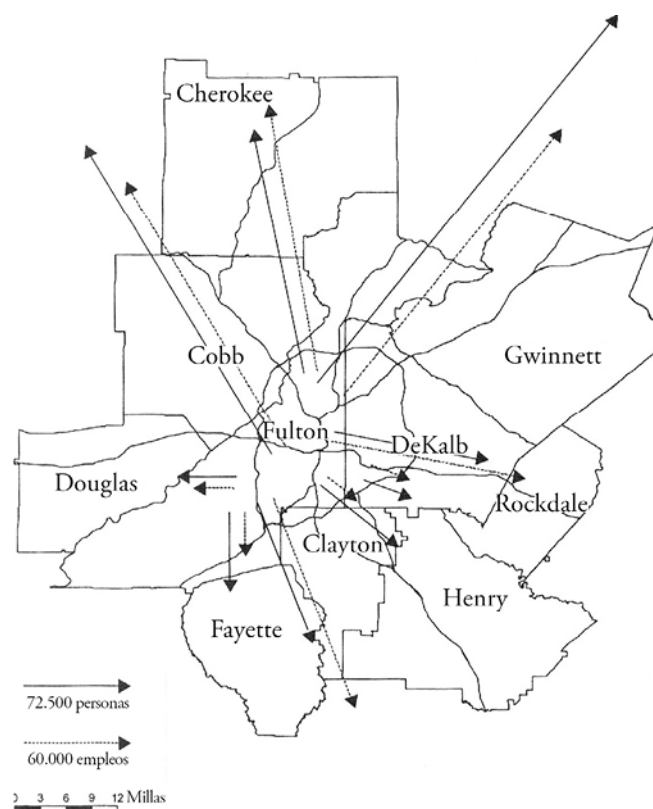 Cherokee
Cobb
Gwinnett
Fulton
DeKalb
Douglas
Rockdale
Clayton
Henry
Fayette
72.500 personas
60.000 empleos
0 3 6 9 12 Millas